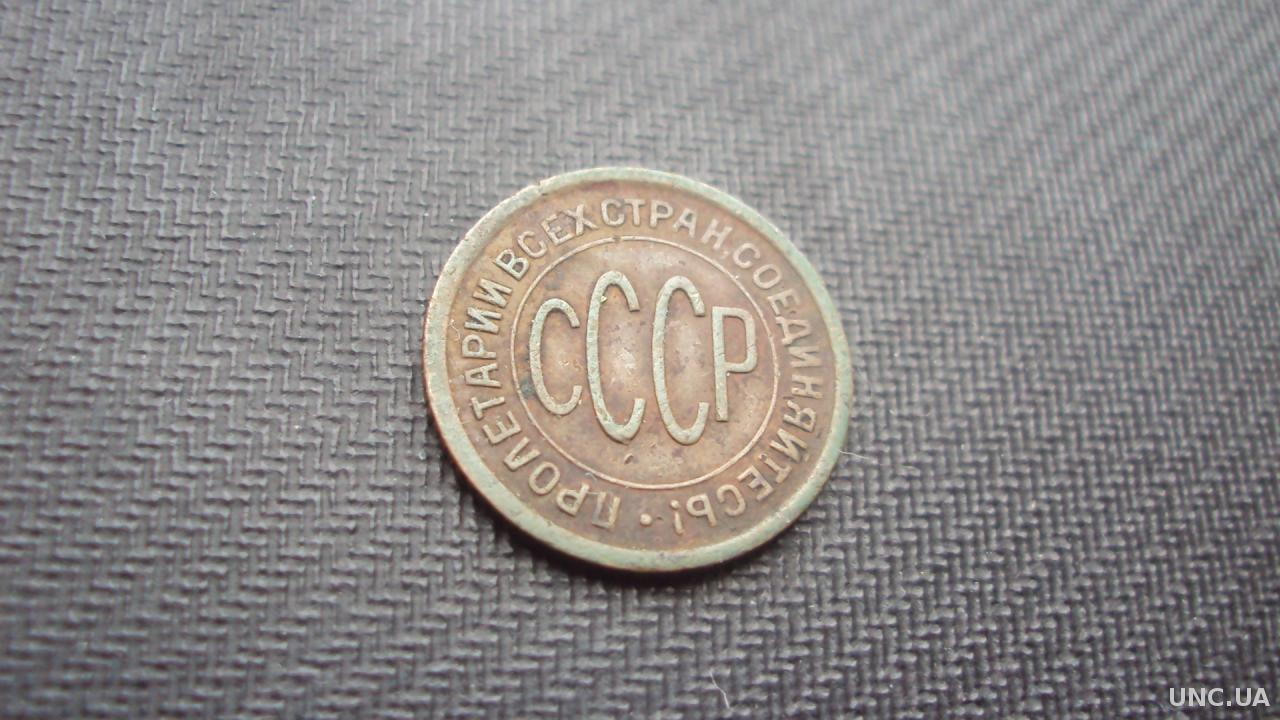 ПРОЛЕТАРИИ ВСЕХ СТРАН, СОЕДИНЯЙТЕСЬ! •
СССР
UNC.UA